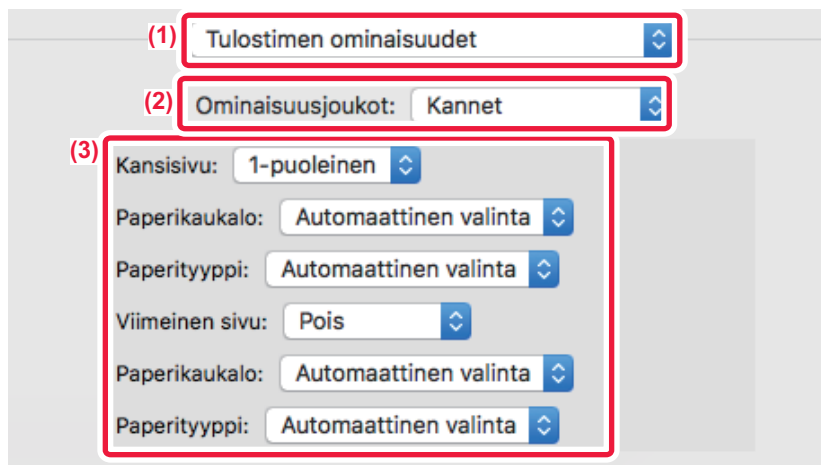 (1) Tulostimen ominaisuudet
(2) Ominaisuusjoukot: Kannet
(3)
Kansisivu: 1-puoleinen
Paperikaukalo: Automaattinen valinta
Paperityyppi: Automaattinen valinta
Viimeinen sivu: Pois
Paperikaukalo: Automaattinen valinta
Paperityyppi: Automaattinen valinta